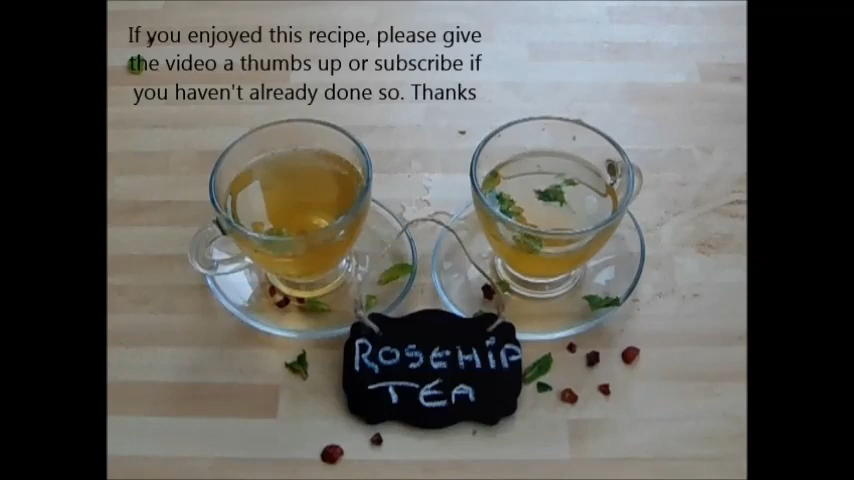 If you enjoyed this recipe, please give
the video a thumbs up or subscribe if
you haven't already done so. Thanks
ROSEHIP
TEA